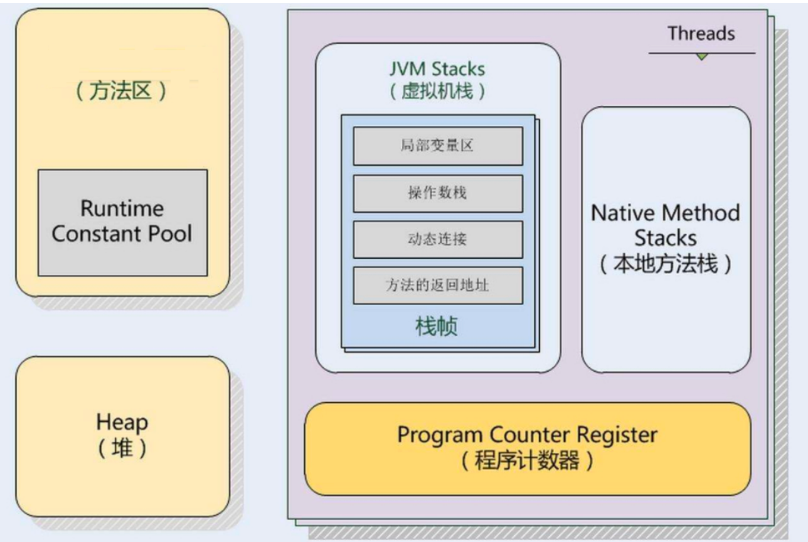 （方法区）
Runtime
Constant Pool
Heap
（堆）
Threads
JVM Stacks
（虚拟机栈）
局部变量区
操作数栈
动态连接
方法的返回地址
栈帧
Native Method
Stacks
（本地方法栈）
Program Counter Register
（程序计数器）